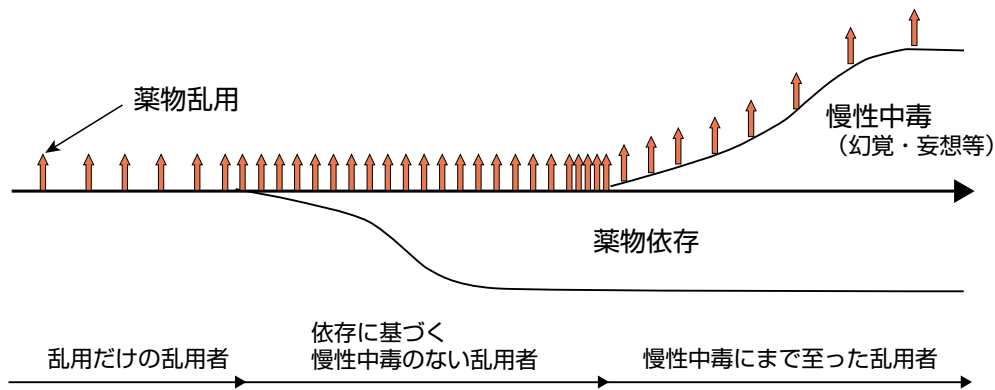 薬物乱用
慢性中毒
（幻覚・妄想等）
薬物依存
乱用だけの乱用者
依存に基づく
慢性中毒のない乱用者
慢性中毒にまで至った乱用者